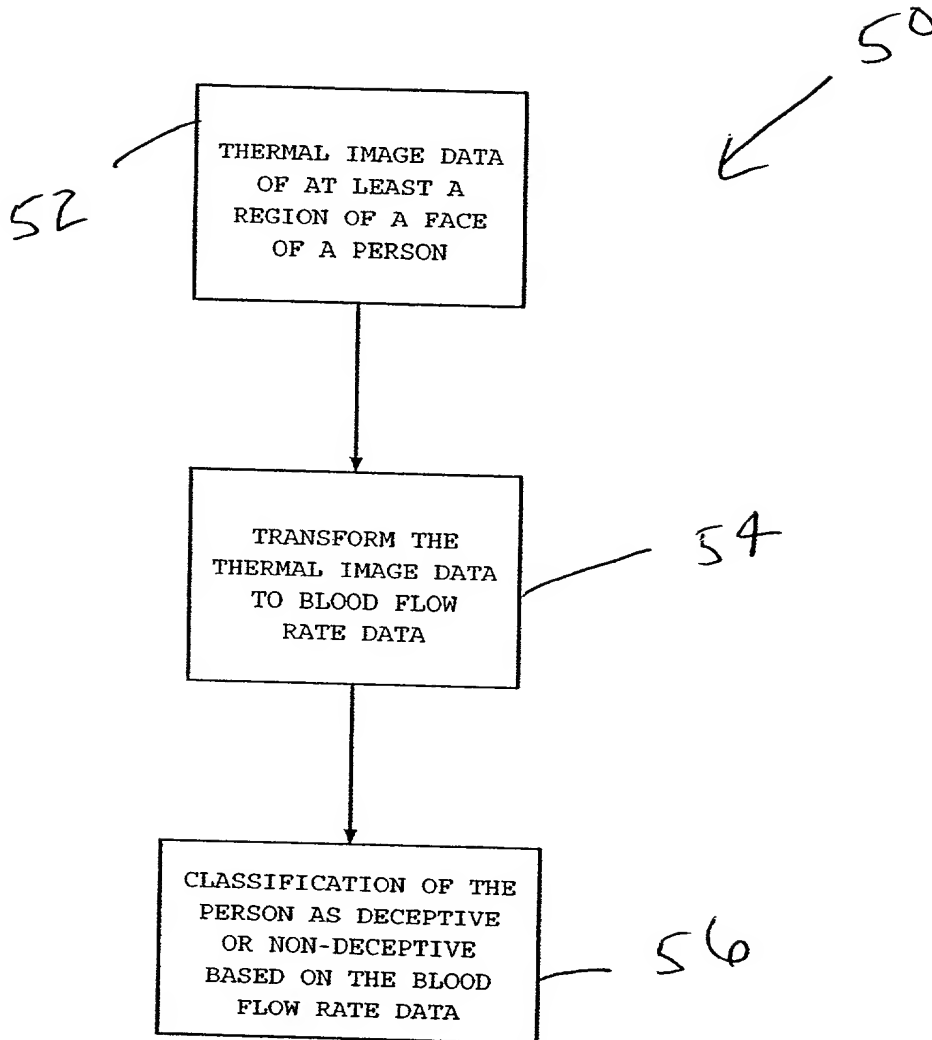 50
THERMAL IMAGE DATA
OF AT LEAST A
REGION OF A FACE
OF A PERSON
52
TRANSFORM THE
THERMAL IMAGE DATA
TO BLOOD FLOW
RATE DATA
54
CLASSIFICATION OF THE
PERSON AS DECEPTIVE
OR NON-DECEPTIVE
BASED ON THE BLOOD
FLOW RATE DATA
56